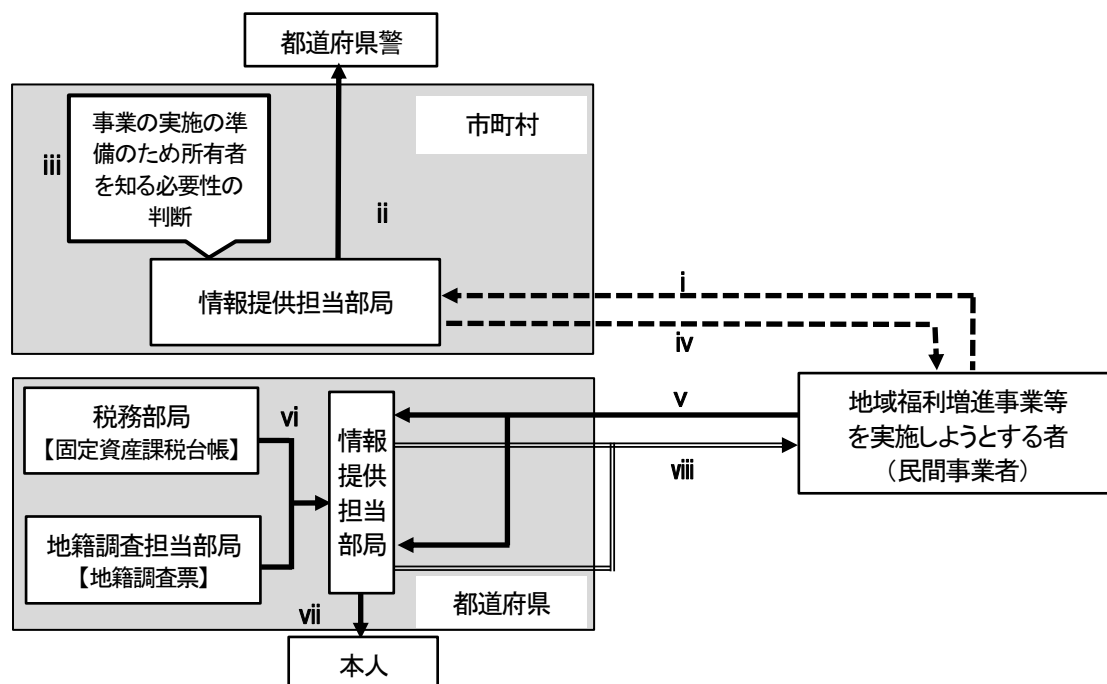 都道府県警
市町村
事業の実施の準
備のため所有者
を知る必要性の
判断
iii
ii
情報提供担当部局
i
iv
税務部局
【固定資産課税台帳】
vi
情報
提供
担当
部局
v
地域福利増進事業等
を実施しようとする者
（民間事業者）
viii
地籍調査担当部局
【地籍調査票】
都道府県
vii
本人